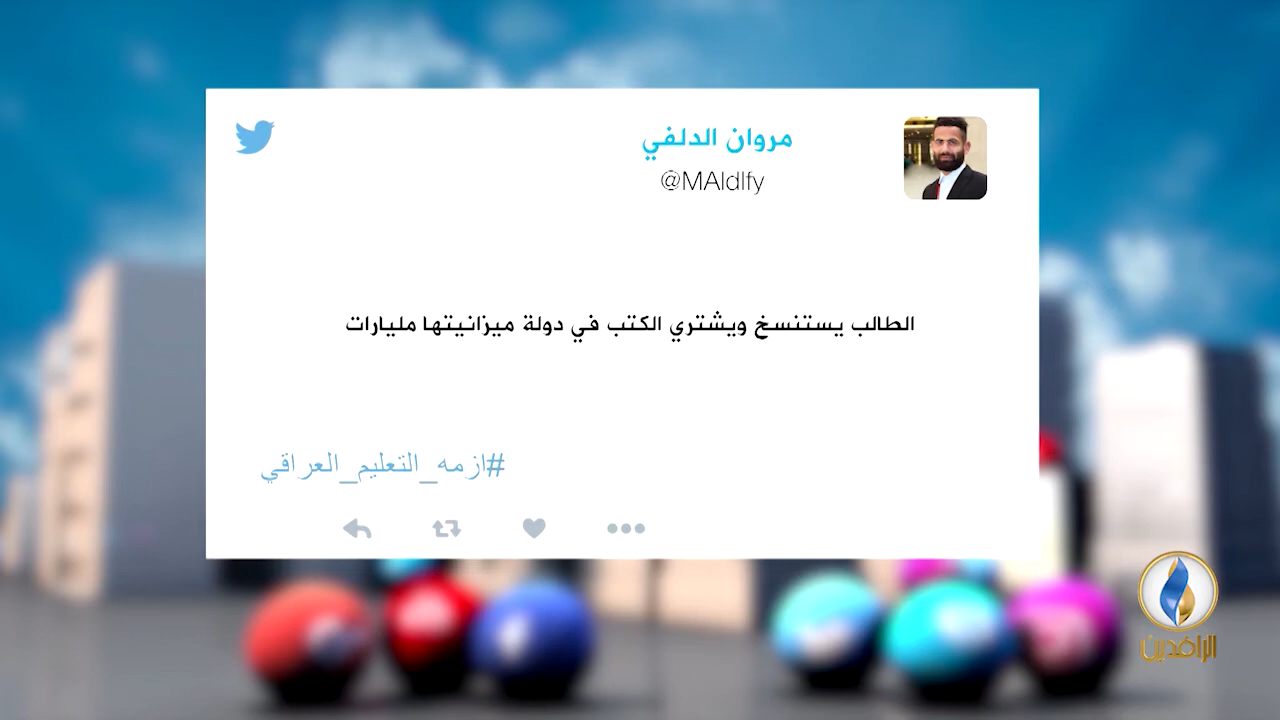 مروان الدلفي
@MAldlfy
الطالب يستنسخ ويشتري الكتب في دولة ميزانيتها مليارات
#ازمه_التعليم_العراقي
الرافدين